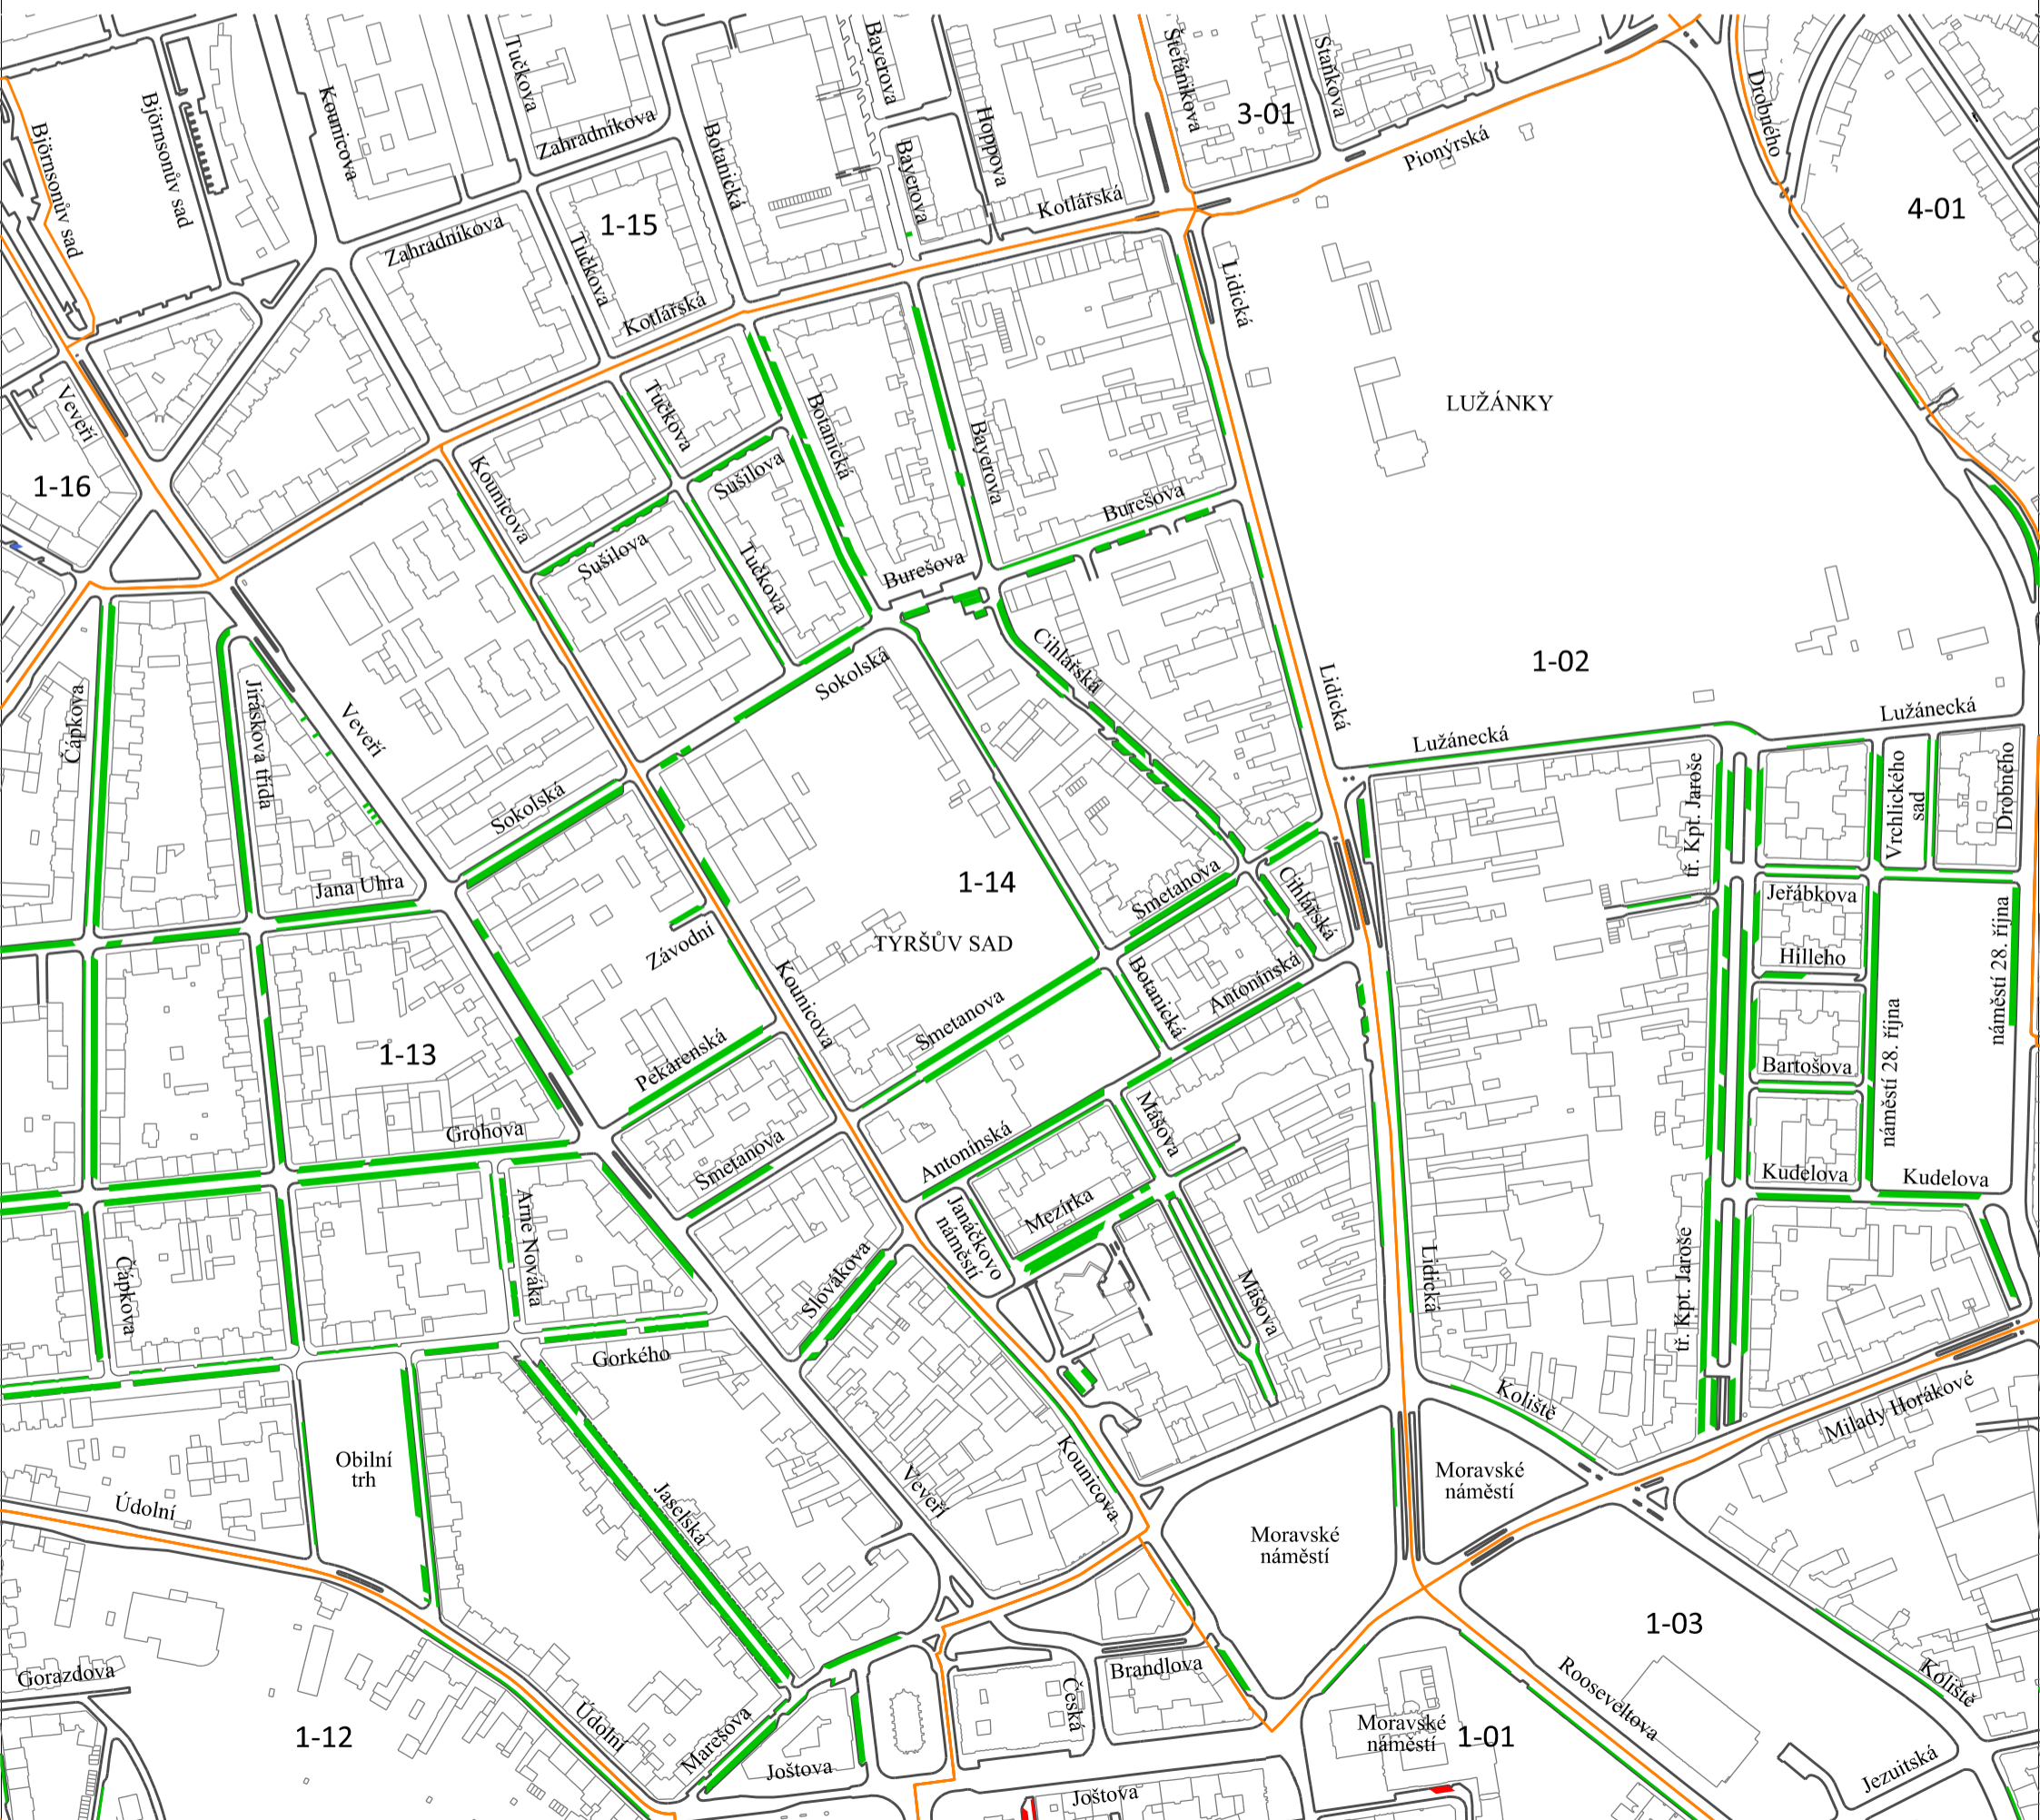 Tučkova
Bayerova
Štefánikova
Staňkova
Kounicova
Björnsonův sad
Björnsonův sad
Zahradníkova
Botanická
Hoppova
3-01
Pionýrská
Drobného
Bayerova
Kotlářská
4-01
Zahradníkova
1-15
Tučkova
Kotlářská
Lidická
Veveří
Tučkova
Botanická
LUŽÁNKY
1-16
Kounicova
Sušilova
Bayerova
Burešova
Sušilova
Tučkova
Burešova
Cihlářská
Sokolská
1-02
Čápkova
Jiráskova třída
Veveří
Lidická
Lužánecká
Lužánecká
Sokolská
tř. Kpt. Jaroše
Vrchlického
sad
Drobného
Jana Uhra
1-14
Smetanova
Cihlářská
Jeřábkova
Závodní
TYRŠŮV SAD
Hilleho
náměstí 28. října
Kounicova
Botanická
Antonínská
Smetanova
1-13
Pekárenská
Bartošova
náměstí 28. října
Grohova
Mášova
Antonínská
Smetanova
Kudelova
Kudelova
Arne Nováka
Mezírka
Janáčkovo
náměstí
Čápkova
Slovákova
Mášova
Lidická
tř. Kpt. Jaroše
Gorkého
Koliště
Milady Horákové
Obilní
trh
Kounicova
Veveří
Moravské
náměstí
Údolní
Jaselská
Moravské
náměstí
1-03
Gorazdova
Brandlova
Česká
Rooseveltova
Koliště
1-12
Údolní
Marešova
Moravské
náměstí
1-01
Joštova
Jezuitská
Joštova